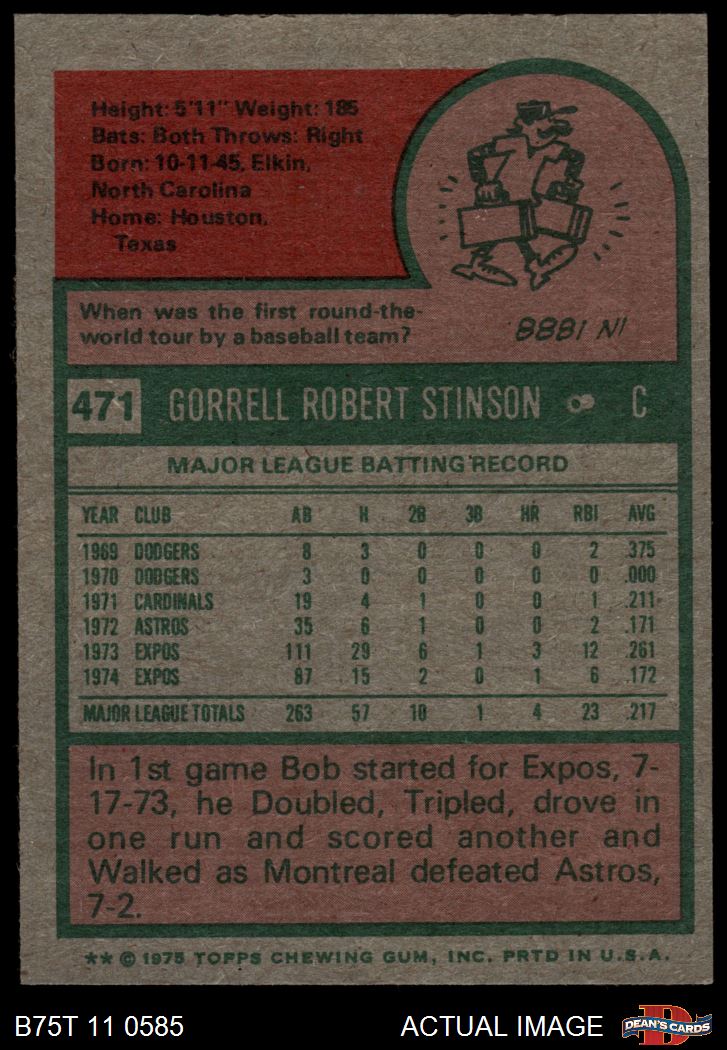 Height: 5'11" Weight: 185
Bats: Both Throws: Right
Born: 10-11-45, Elkin,
North Carolina
Home: Houston,
Texas
When was the first round-the-
world tour by a baseball team?
IN 1888.
471 GORRELL ROBERT STINSON C
MAJOR LEAGUE BATTING RECORD
YEAR CLUB AB H 2B 3B HR RBI AVG
1969 DODGERS 8 3 0 0 0 2 .375
1970 DODGERS 3 0 0 0 0 0 .000
1971 CARDINALS 19 4 1 0 0 1 .211
1972 ASTROS 35 6 1 0 0 2 .171
1973 EXPOS 111 29 6 1 3 12 .261
1974 EXPOS 87 15 2 0 1 6 .172
MAJOR LEAGUE TOTALS 263 57 10 1 4 23 .217
In 1st game Bob started for Expos, 7-
17-73, he Doubled, Tripled, drove in
one run and scored another and
Walked as Montreal defeated Astros,
7-2.
** © 1975 TOPPS CHEWING GUM, INC. PRTD IN U.S.A.
B75T 11 0585 ACTUAL IMAGE D DEAN'S CARDS